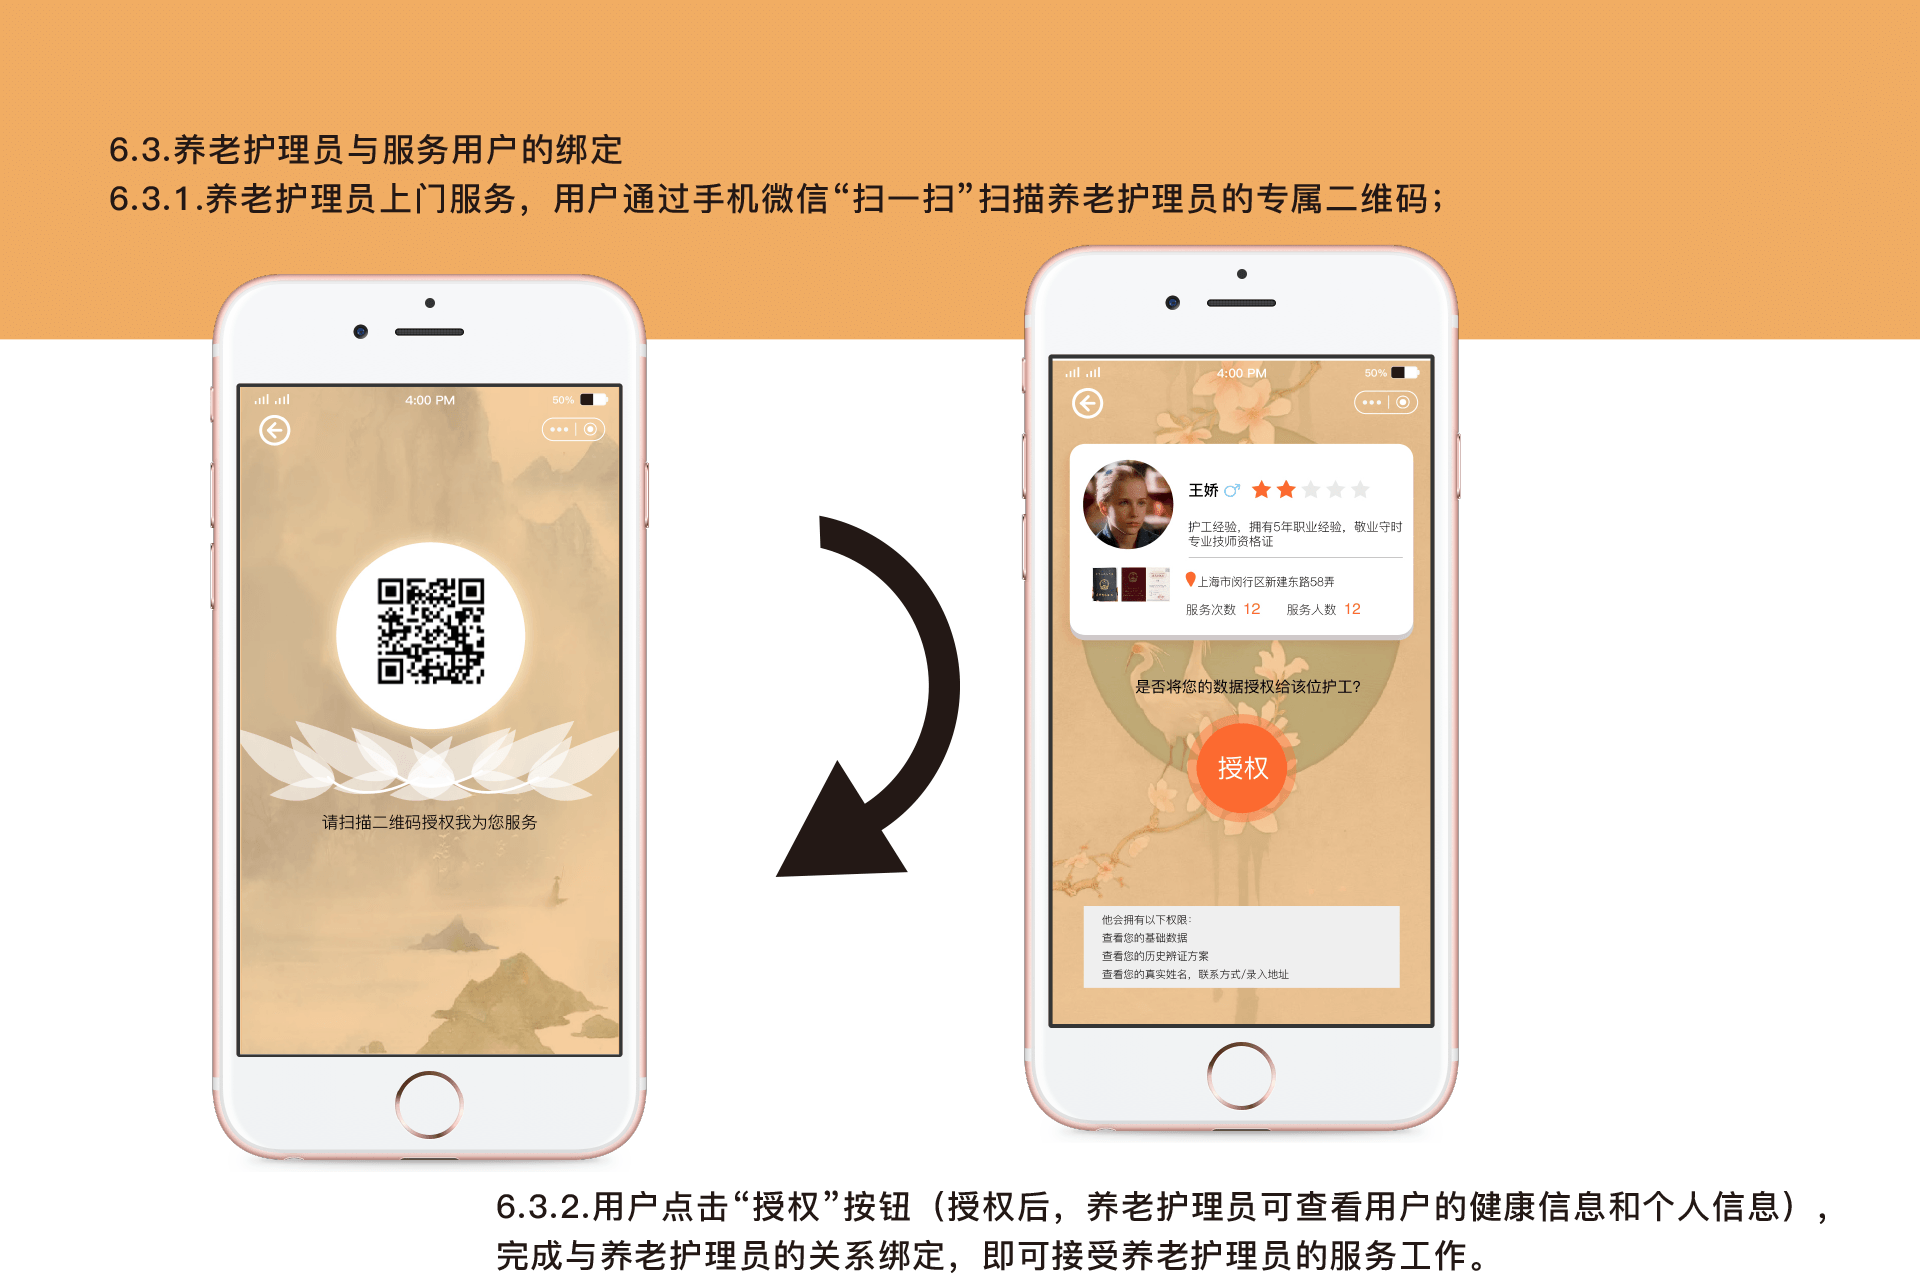 6.3.养老护理员与服务用户的绑定
6.3.1.养老护理员上门服务，用户通过手机微信“扫一扫”扫描养老护理员的专属二维码；
4:00 PM
50%
请扫描二维码授权我为您服务
4:00 PM
50%
王娇
护工经验，拥有5年职业经验，敬业守时
专业技师资格证
上海市闵行区新建东路58弄
服务次数 12 服务人数 12
是否将您的数据授权给该位护工？
授权
他会拥有以下权限：
查看您的基础数据
查看您的历史辨证方案
查看您的真实姓名，联系方式/录入地址
6.3.2.用户点击“授权”按钮（授权后，养老护理员可查看用户的健康信息和个人信息），
完成与养老护理员的关系绑定，即可接受养老护理员的服务工作。